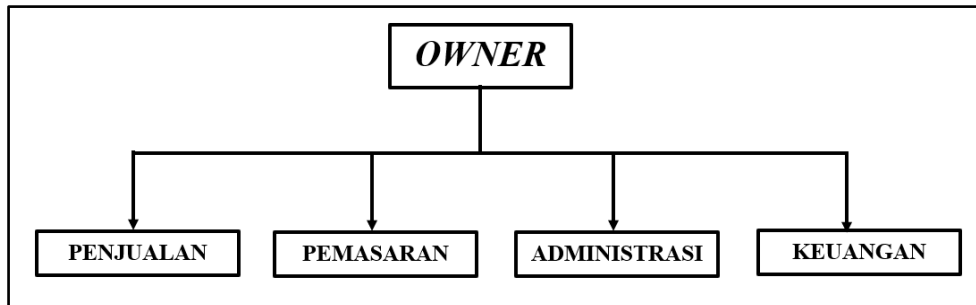 OWNER
PENJUALAN
PEMASARAN
ADMINISTRASI
KEUANGAN